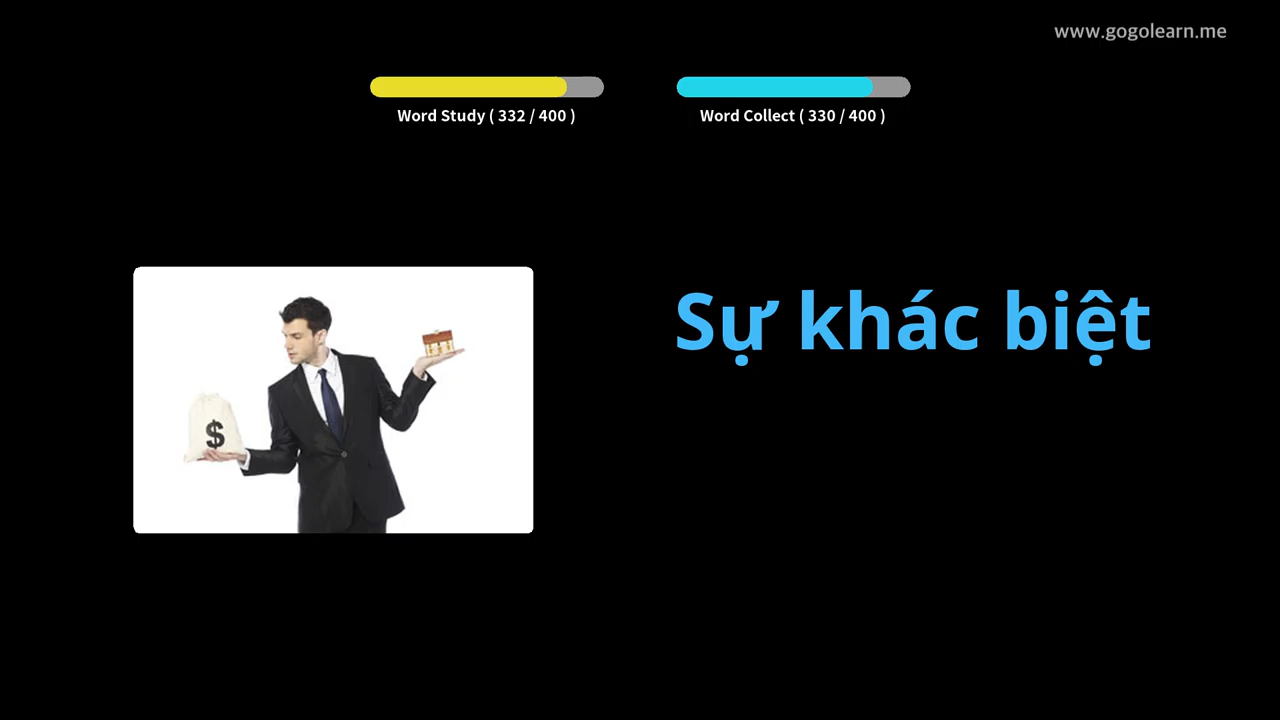 www.gogolearn.me
Word Study ( 332 / 400 )
Word Collect ( 330 / 400 )
Sự khác biệt
$